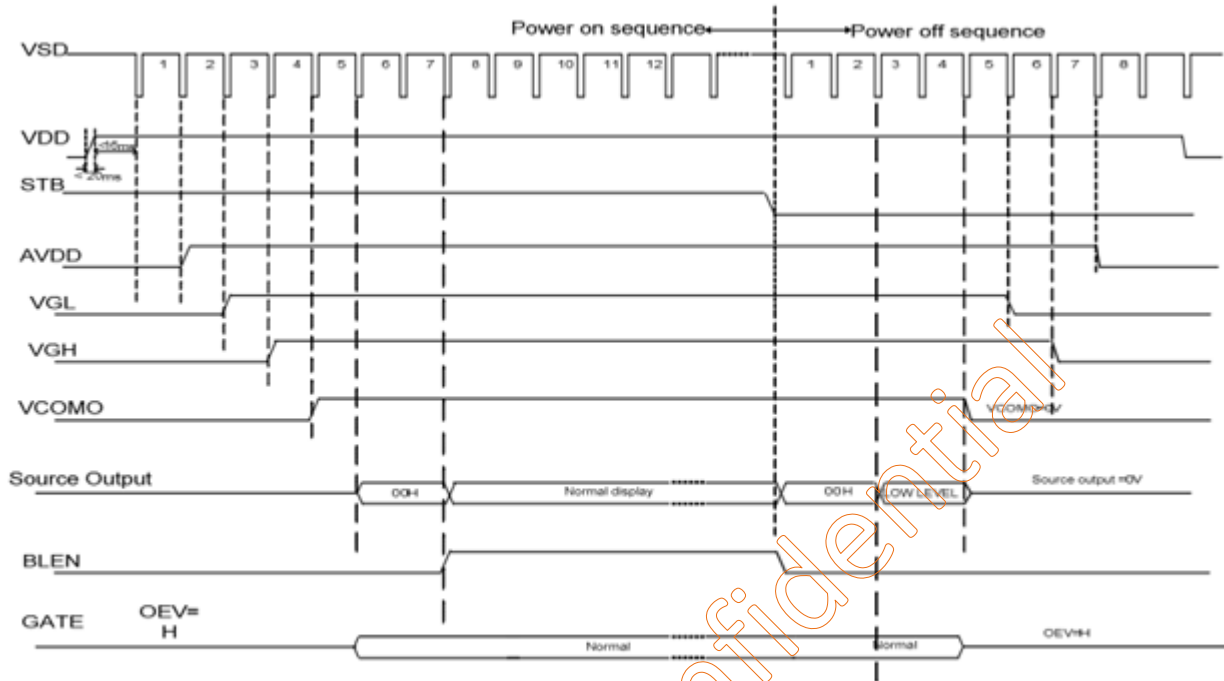 Power on sequence
Power off sequence
VSD
1 2 3 4 5 6 7 8 9 10 11 12
1 2 3 4 5 6 7 8
VDD
< 20ms
STB
AVDD
VGL
VGH
VCOMO
VCOMO=0V
Source Output
00H
Normal display
00H
LOW LEVEL
Source output =0V
BLEN
GATE
OEV=
H
Normal
Normal
OEV=H